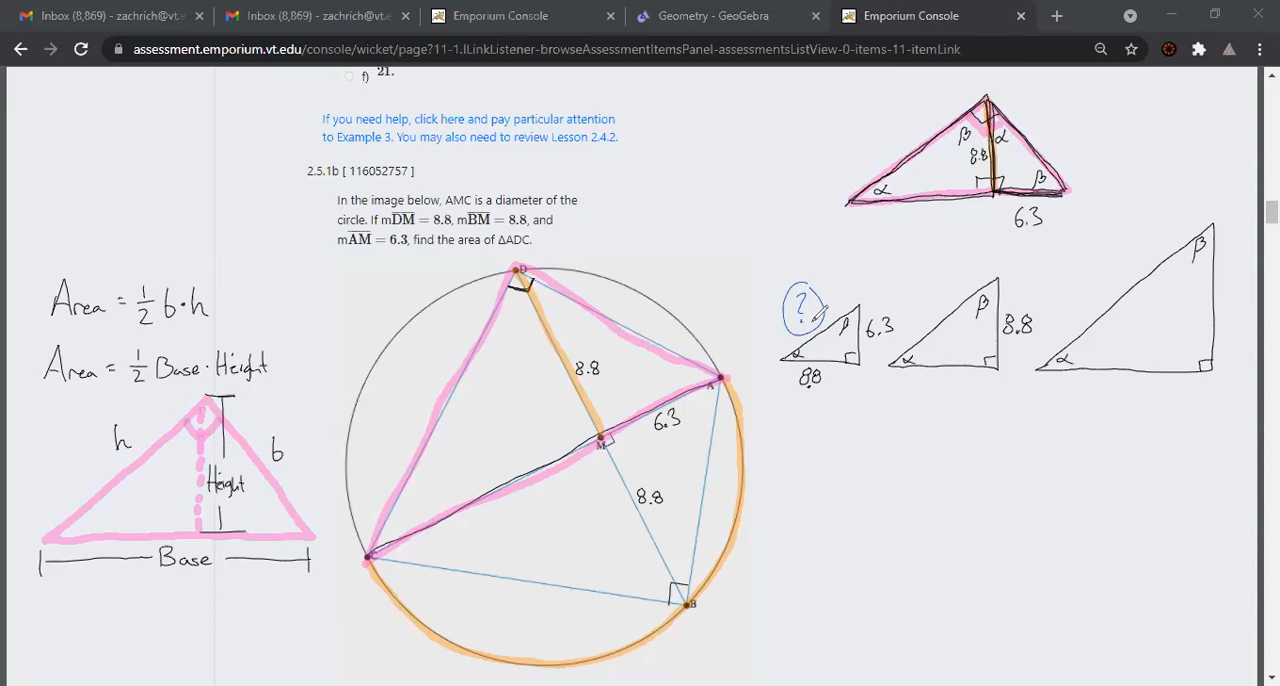 Inbox (8,869) - zachrich@vt.e
Inbox (8,869) - zachrich@vt.e
Emporium Console
Geometry - GeoGebra
Emporium Console
assessment.emporium.vt.edu/console/wicket/page?11-1.ILinkListener-browseAssessmentItemsPanel-assessmentsListView-0-items-11-itemLink
f) 21.
If you need help, click here and pay particular attention
to Example 3. You may also need to review Lesson 2.4.2.
2.5.1b [ 116052757 ]
In the image below, AMC is a diameter of the
circle. If mDM = 8.8, mBM = 8.8, and
mAM = 6.3, find the area of ΔADC.
Area = 1/2 b·h
Area = 1/2 Base·Height
h
b
Height
Base
D
8.8
A
6.3
M
8.8
C
B
β
α
8.8
α
β
6.3
?
β
6.3
α
8.8
β
8.8
α
β
α